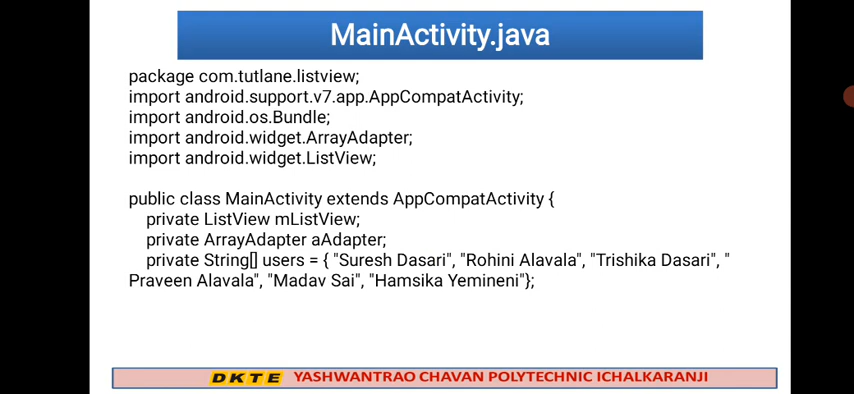 MainActivity.java
package com.tutlane.listview;
import android.support.v7.app.AppCompatActivity;
import android.os.Bundle;
import android.widget.ArrayAdapter;
import android.widget.ListView;
public class MainActivity extends AppCompatActivity {
private ListView mListView;
private ArrayAdapter aAdapter;
private String[] users = { "Suresh Dasari", "Rohini Alavala", "Trishika Dasari", "
Praveen Alavala", "Madav Sai", "Hamsika Yemineni"};
DKTE YASHWANTRAO CHAVAN POLYTECHNIC ICHALKARANJI